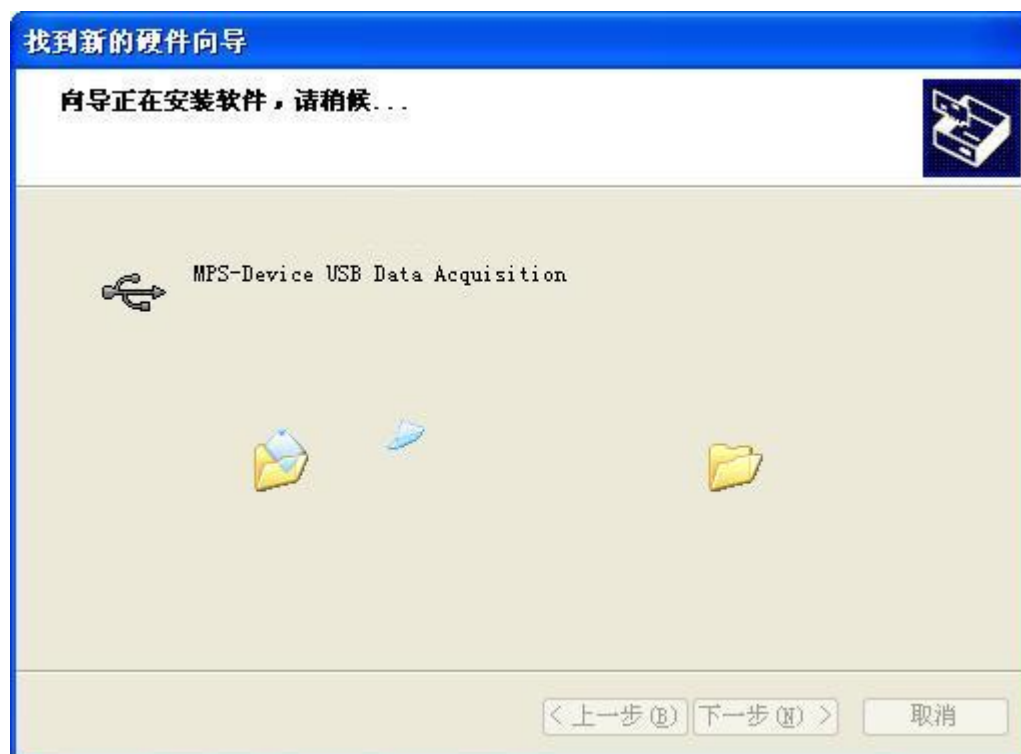 找到新的硬件向导
向导正在安装软件，请稍候...
MPS-Device USB Data Acquisition
< 上一步(B) 下一步(N) > 取消